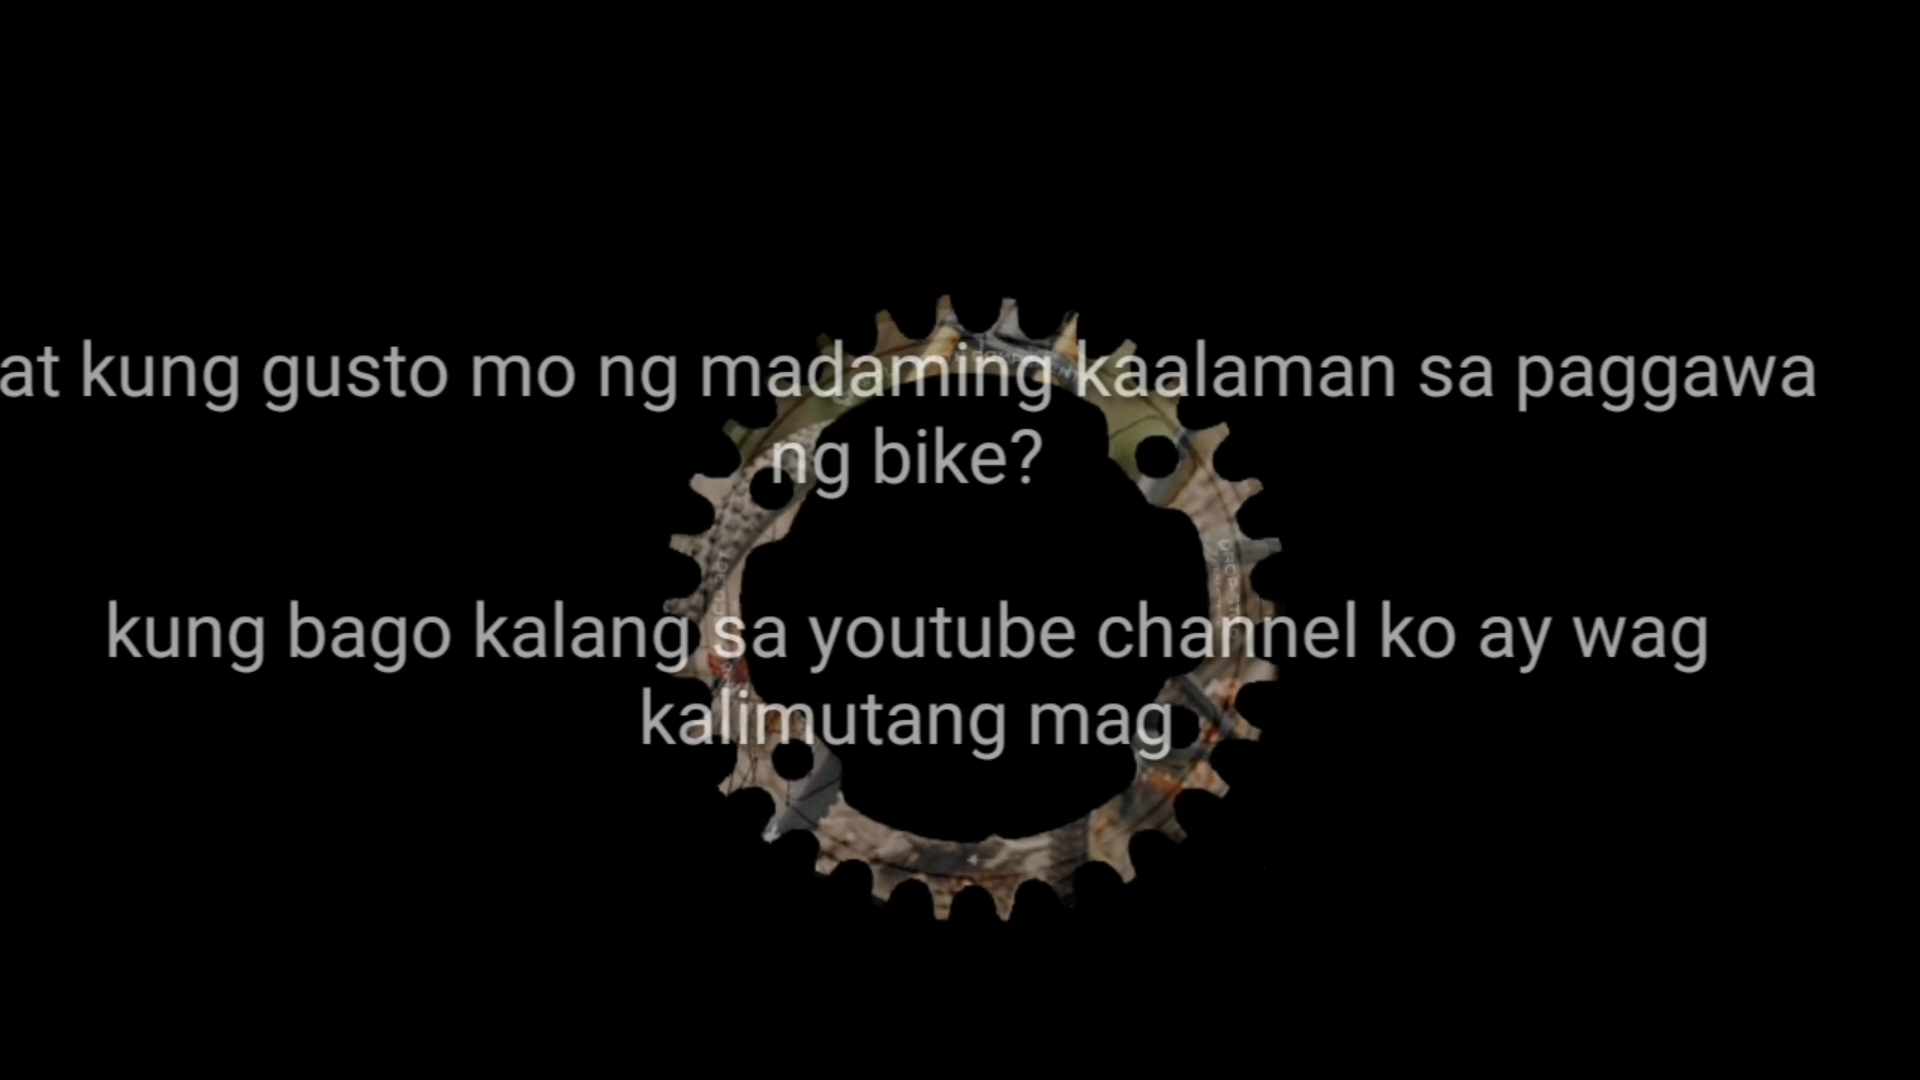 at kung gusto mo ng madaming kaalaman sa paggawa
ng bike?
kung bago kalang sa youtube channel ko ay wag
kalimutang mag